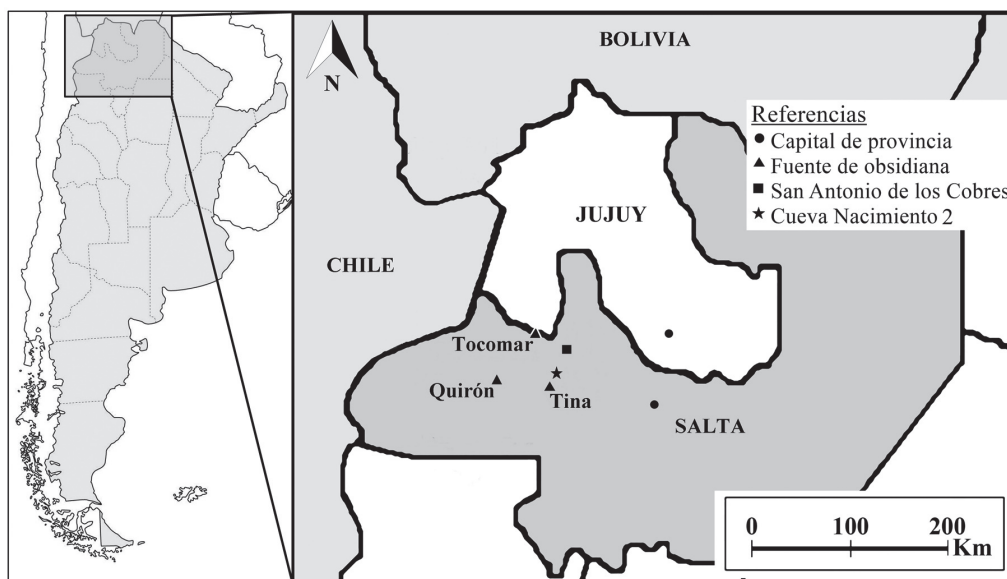 BOLIVIA
N
Referencias
Capital de provincia
Fuente de obsidiana
San Antonio de los Cobres
Cueva Nacimiento 2
JUJUY
CHILE
Tocomar
Quirón
Tina
SALTA
0 100 200
Km